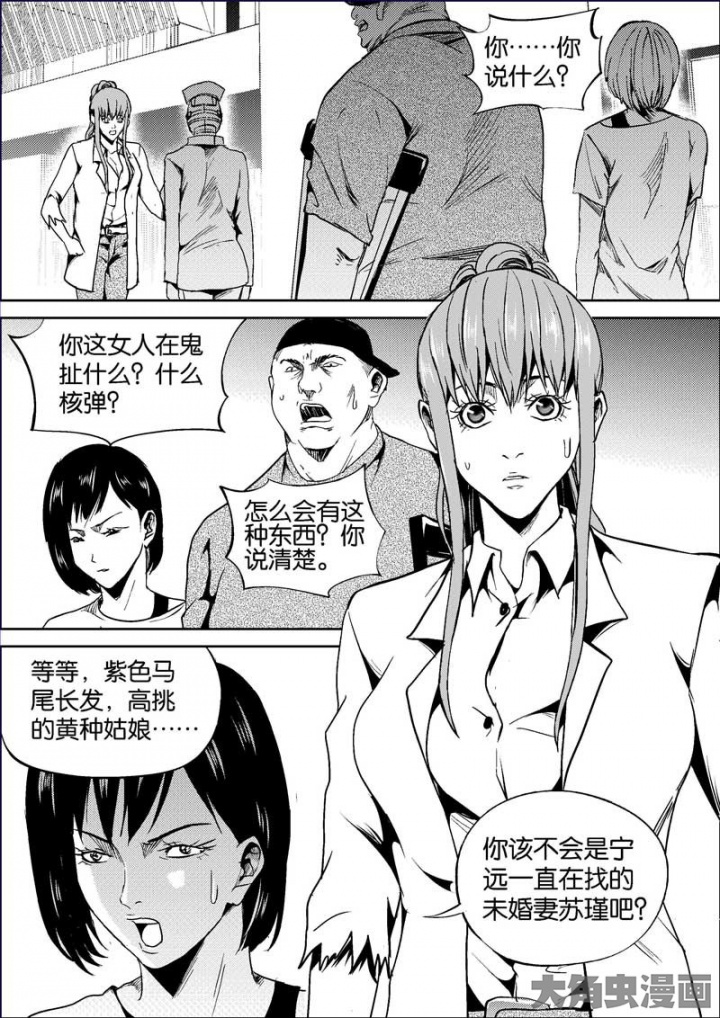 你……你
说什么？
你这女人在鬼
扯什么？什么
核弹？
怎么会有这
种东西？你
说清楚。
等等，紫色马
尾长发，高挑
的黄种姑娘……
你该不会是宁
远一直在找的
未婚妻苏瑾吧？
大角虫漫画